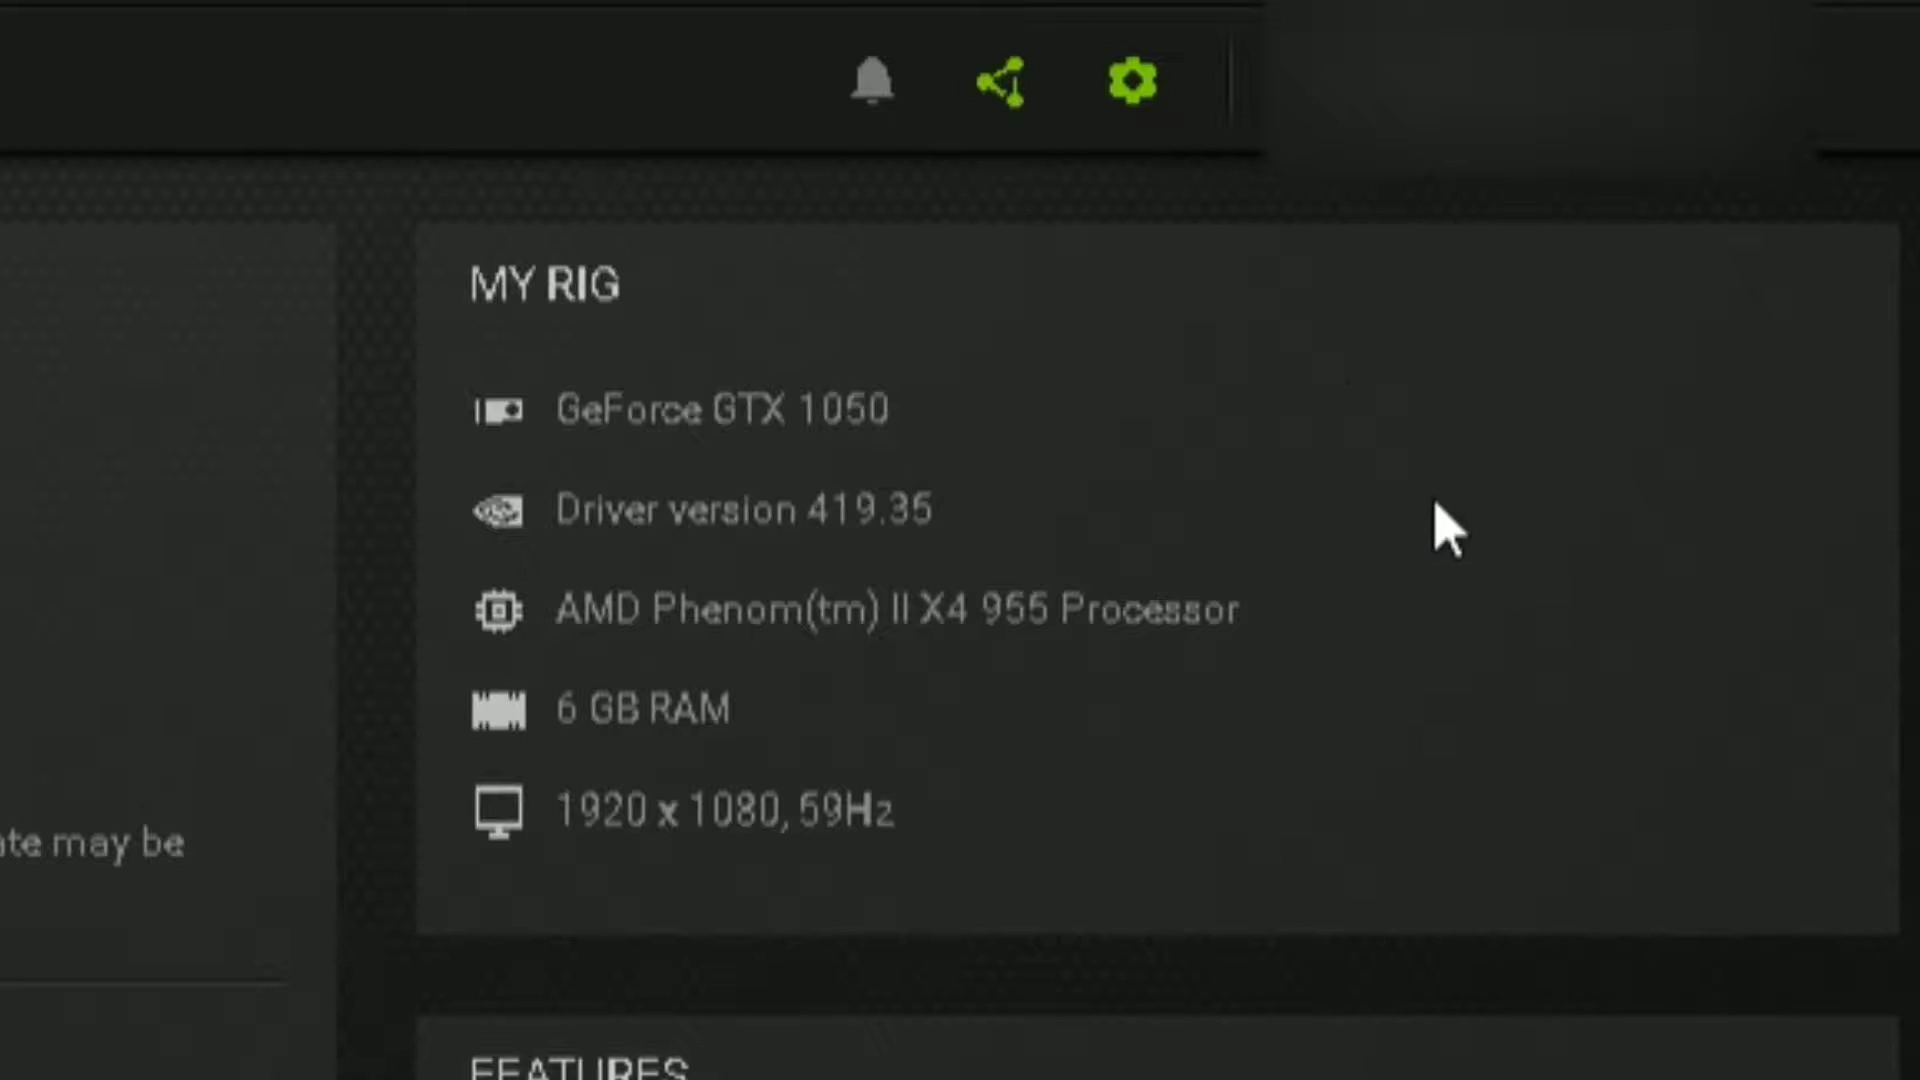 MY RIG
GeForce GTX 1050
Driver version 419.35
AMD Phenom(tm) II X4 955 Processor
6 GB RAM
1920 x 1080, 59Hz
may be
FEATURES